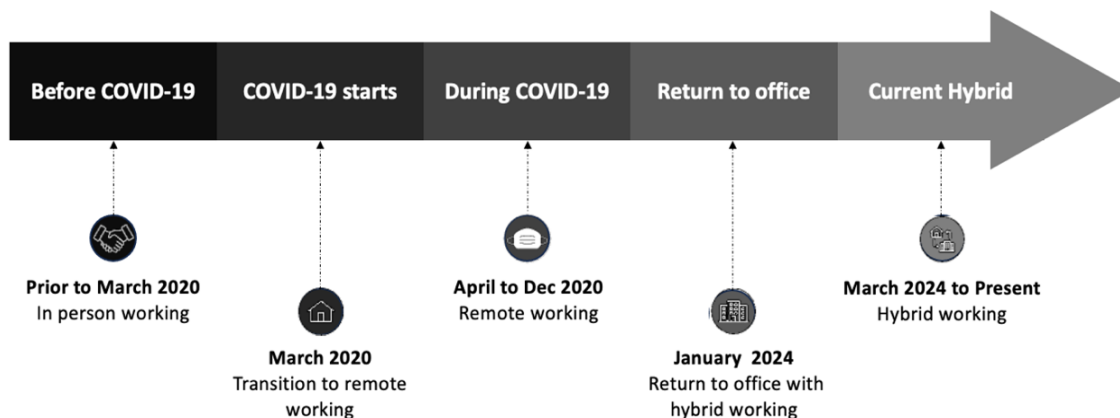 Before COVID-19
COVID-19 starts
During COVID-19
Return to office
Current Hybrid
Prior to March 2020
In person working
March 2020
Transition to remote
working
April to Dec 2020
Remote working
January 2024
Return to office with
hybrid working
March 2024 to Present
Hybrid working